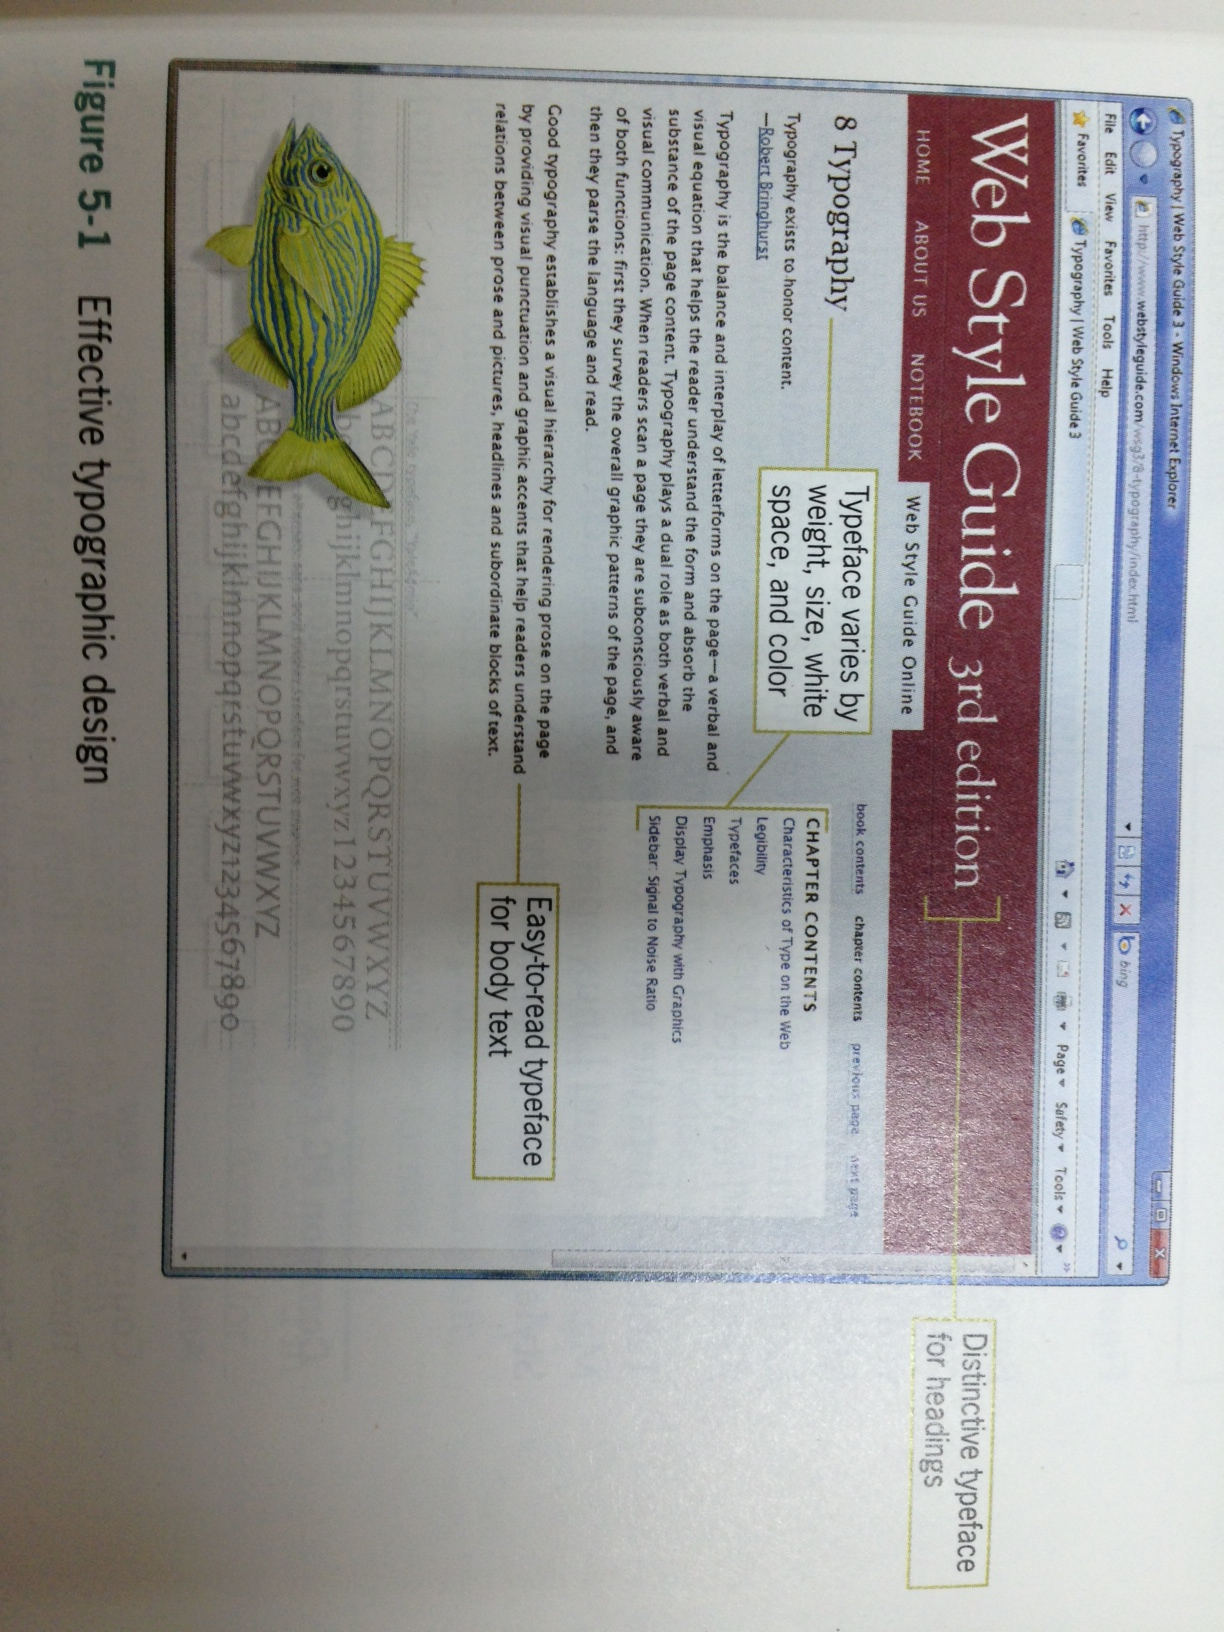 Typography | Web Style Guide 3 - Windows Internet Explorer
http://www.webstyleguide.com/wsg3/8-typography/index.html
bing
File Edit View Favorites Tools Help
Favorites
Typography | Web Style Guide 3
Page
Safety
Tools
Web Style Guide 3rd edition
HOME ABOUT US NOTEBOOK
Web Style Guide Online
book contents chapter contents previous page next page
8 Typography
Typeface varies by
weight, size, white
space, and color
Typography exists to honor content.
—Robert Bringhurst
CHAPTER CONTENTS
Characteristics of Type on the Web
Legibility
Typefaces
Emphasis
Display Typography with Graphics
Sidebar: Signal to Noise Ratio
Typography is the balance and interplay of letterforms on the page—a verbal and
visual equation that helps the reader understand the form and absorb the
substance of the page content. Typography plays a dual role as both verbal and
visual communication. When readers scan a page they are subconsciously aware
of both functions: first they survey the overall graphic patterns of the page, and
then they parse the language and read.
Good typography establishes a visual hierarchy for rendering prose on the page
by providing visual punctuation and graphic accents that help readers understand
relations between prose and pictures, headlines and subordinate blocks of text.
Easy-to-read typeface
for body text
Distinctive typeface
for headings
ABCD FGHIJKLMNOPQRSTUVWXYZ
ghijklmnopqrstuvwxyz1234567890
EFGHIJKLMNOPQRSTUVWXYZ
abcdefghijklmnopqrstuvwxyz1234567890
Figure 5-1 Effective typographic design